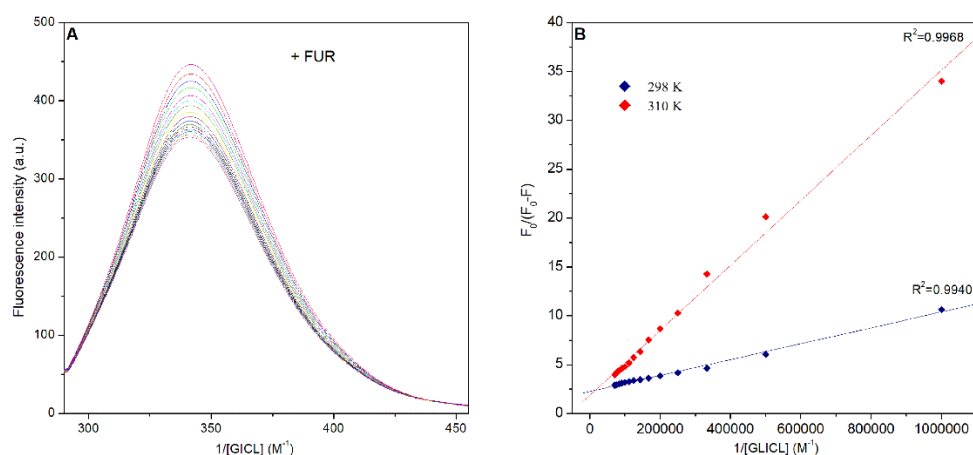 A
+ FUR
Fluorescence intensity (a.u.)
500
400
300
200
100
0
300
350
400
450
1/[GICL] (M⁻¹)
B
R²=0.9968
298 K
310 K
R²=0.9940
F₀/(F₀-F)
40
35
30
25
20
15
10
5
0
0
200000
400000
600000
800000
1000000
1/[GLICL] (M⁻¹)